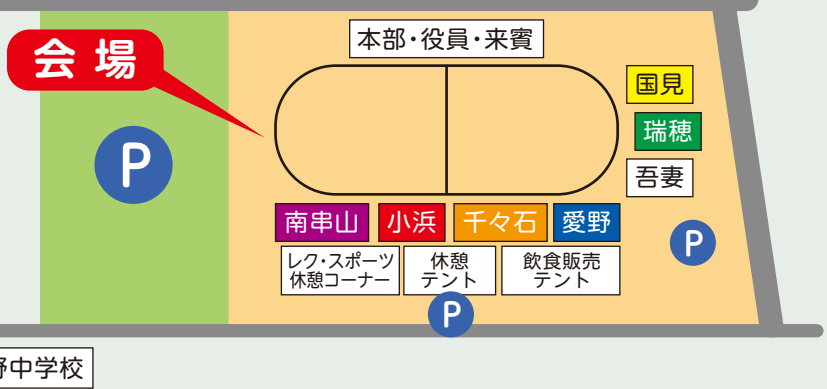 本部・役員・来賓
会場
国見
瑞穂
吾妻
P
南串山
小浜
千々石
愛野
P
レク・スポーツ
休憩コーナー
休憩
テント
飲食販売
テント
P
野中学校